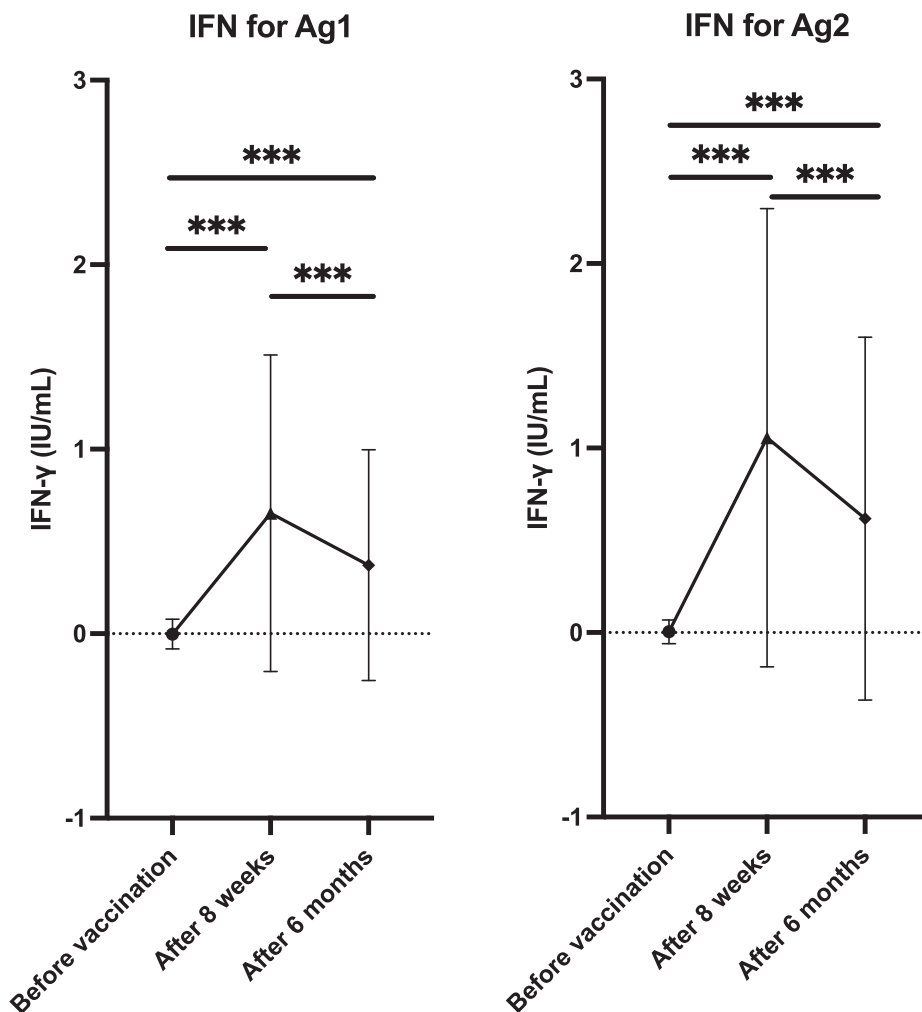 IFN for Ag1
3
2
1
0
-1
IFN-γ (IU/mL)
***
***
***
Before vaccination
After 8 weeks
After 6 months
IFN for Ag2
3
2
1
0
-1
IFN-γ (IU/mL)
***
***
***
Before vaccination
After 8 weeks
After 6 months